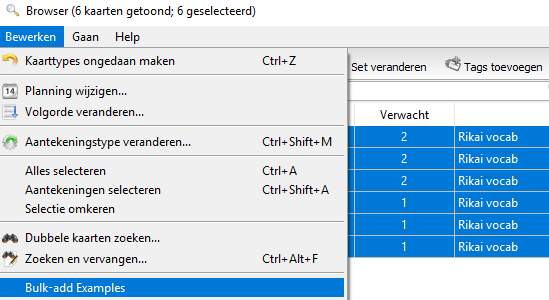 Browser (6 kaarten getoond; 6 geselecteerd)
Bewerken Gaan Help
Kaarttypes ongedaan maken Ctrl+Z
Set veranderen Tags toevoegen
14 Planning wijzigen...
Volgorde veranderen...
Verwacht
Aantekeningstype veranderen... Ctrl+Shift+M
2 Rikai vocab
Alles selecteren Ctrl+A
2 Rikai vocab
Aantekeningen selecteren Ctrl+Shift+A
2 Rikai vocab
Selectie omkeren
1 Rikai vocab
Dubbele kaarten zoeken...
1 Rikai vocab
Zoeken en vervangen... Ctrl+Alt+F
1 Rikai vocab
Bulk-add Examples